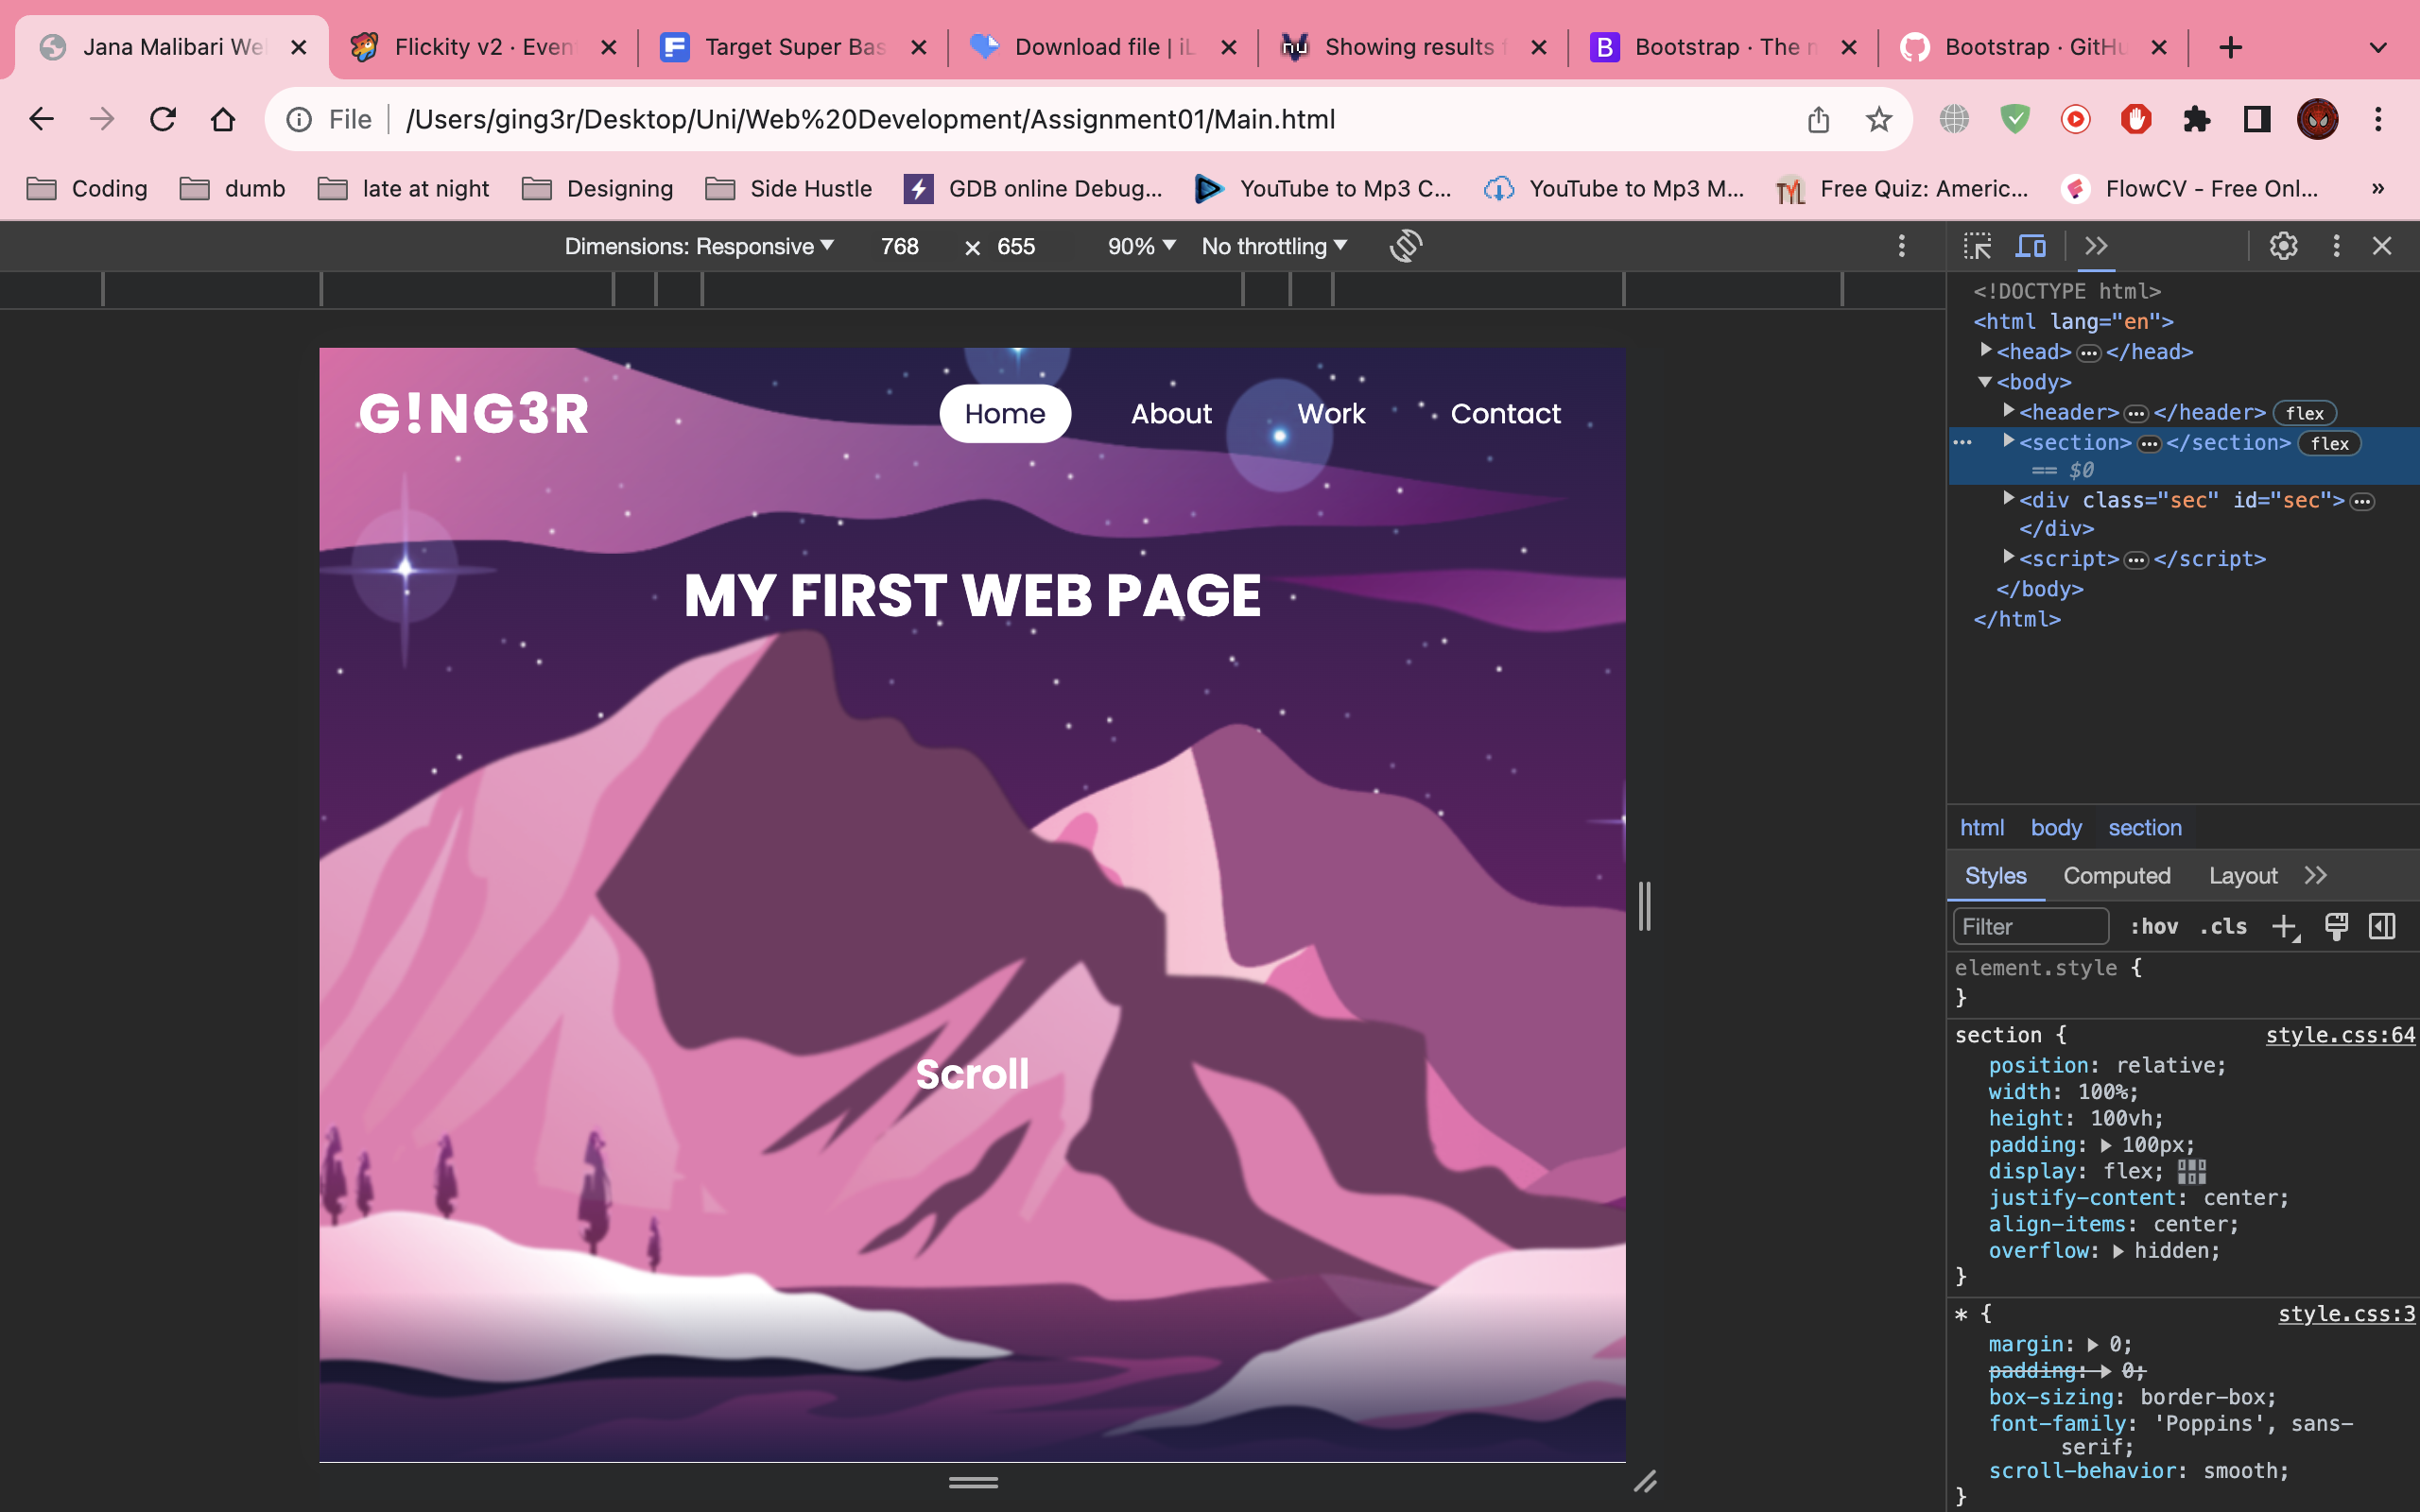 Jana Malibari We
Flickity v2 · Even
Target Super Bas
Download file | iL
Showing results f
Bootstrap · The n
Bootstrap · GitHu
File /Users/ging3r/Desktop/Uni/Web%20Development/Assignment01/Main.html
Coding dumb late at night Designing Side Hustle GDB online Debug... YouTube to Mp3 C... YouTube to Mp3 M... Free Quiz: Americ... FlowCV - Free Onl... »
Dimensions: Responsive 768 × 655 90% No throttling
G!NG3R Home About Work Contact
MY FIRST WEB PAGE
Scroll
<!DOCTYPE html>
<html lang="en">
<head>…</head>
<body>
<header>…</header> flex
<section>…</section> flex
== $0
<div class="sec" id="sec">…
</div>
<script>…</script>
</body>
</html>
html body section
Styles Computed Layout
Filter :hov .cls
element.style {
}
section { style.css:64
position: relative;
width: 100%;
height: 100vh;
padding: 100px;
display: flex;
justify-content: center;
align-items: center;
overflow: hidden;
}
* { style.css:3
margin: 0;
padding: 0;
box-sizing: border-box;
font-family: 'Poppins', sans-
serif;
scroll-behavior: smooth;
}